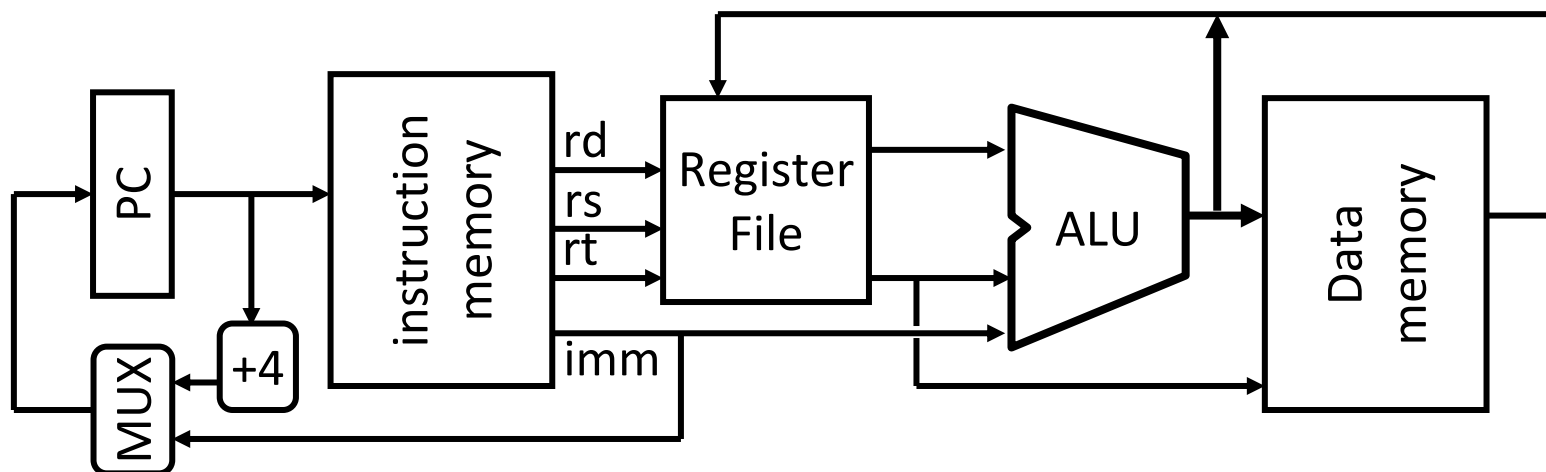 PC
+4
MUX
instruction
memory
rd
rs
rt
imm
Register
File
ALU
Data
memory